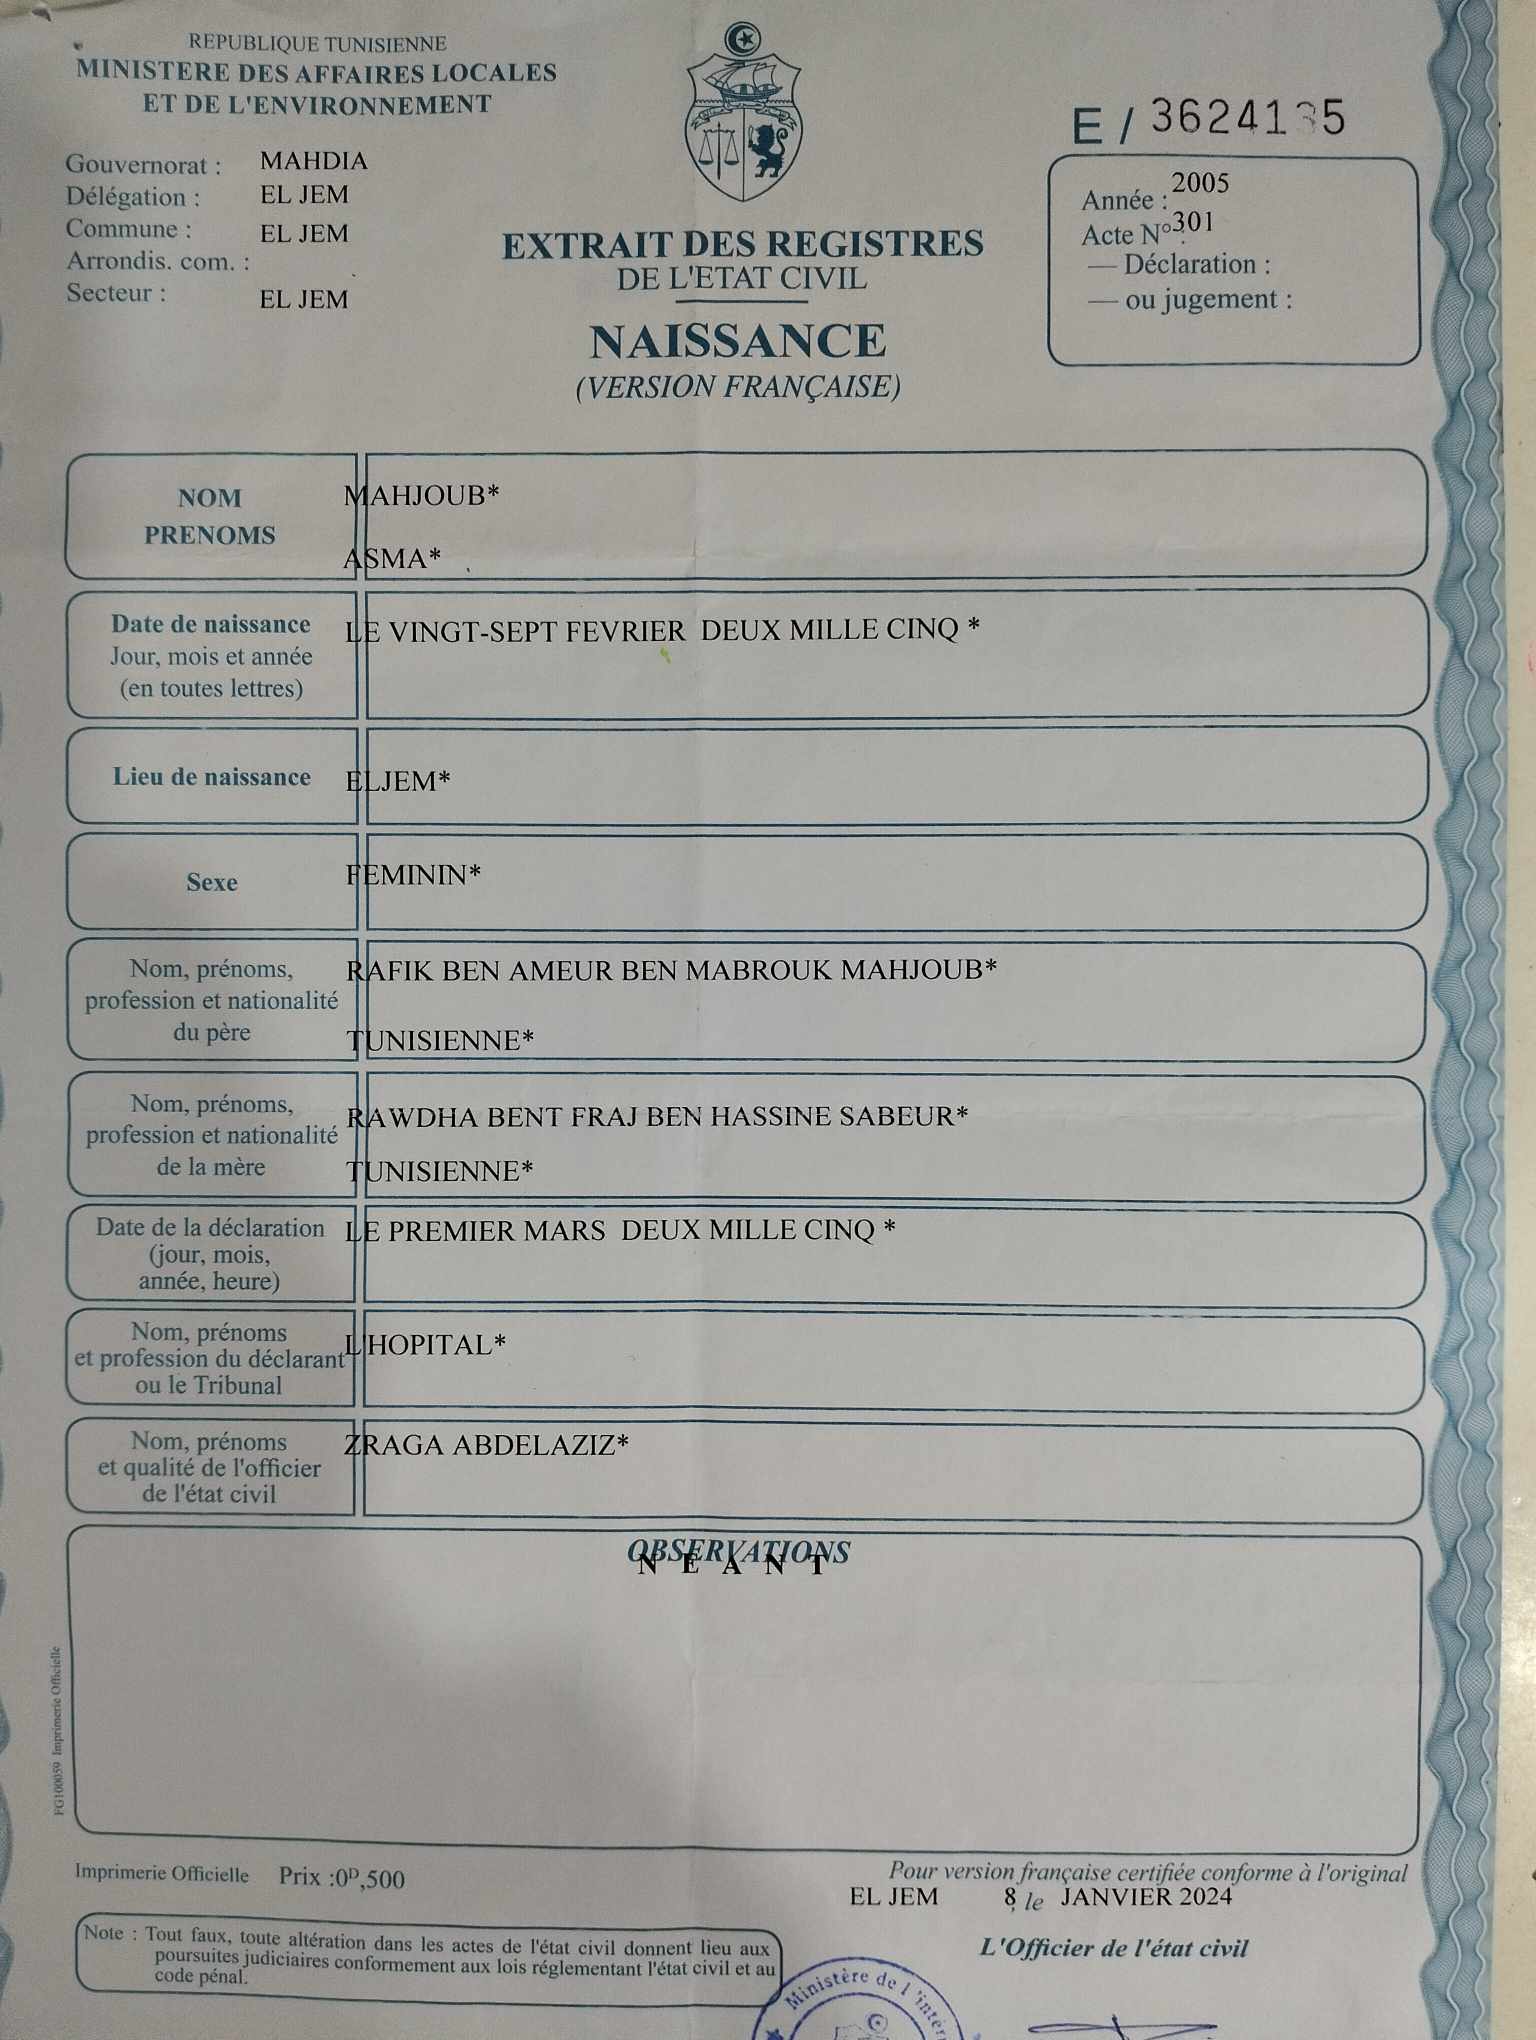 REPUBLIQUE TUNISIENNE
MINISTERE DES AFFAIRES LOCALES
ET DE L'ENVIRONNEMENT
Gouvernorat : MAHDIA
Délégation : EL JEM
Commune : EL JEM
Arrondis. com. :
Secteur : EL JEM
EXTRAIT DES REGISTRES
DE L'ETAT CIVIL
NAISSANCE
(VERSION FRANÇAISE)
E / 3624135
Année : 2005
Acte N° : 301
— Déclaration :
— ou jugement :
NOM
PRENOMS
MAHJOUB*
ASMA*
Date de naissance
Jour, mois et année
(en toutes lettres)
LE VINGT-SEPT FEVRIER DEUX MILLE CINQ *
Lieu de naissance
ELJEM*
Sexe
FEMININ*
Nom, prénoms,
profession et nationalité
du père
RAFIK BEN AMEUR BEN MABROUK MAHJOUB*
TUNISIENNE*
Nom, prénoms,
profession et nationalité
de la mère
RAWDHA BENT FRAJ BEN HASSINE SABEUR*
TUNISIENNE*
Date de la déclaration
(jour, mois,
année, heure)
LE PREMIER MARS DEUX MILLE CINQ *
Nom, prénoms
et profession du déclarant
ou le Tribunal
L'HOPITAL*
Nom, prénoms
et qualité de l'officier
de l'état civil
ZRAGA ABDELAZIZ*
OBSERVATIONS
N E A N T
FG100059 Imprimerie Officielle
Imprimerie Officielle Prix :0D,500
Pour version française certifiée conforme à l'original
EL JEM 8, le JANVIER 2024
L'Officier de l'état civil
Note : Tout faux, toute altération dans les actes de l'état civil donnent lieu aux
poursuites judiciaires conformement aux lois réglementant l'état civil et au
code pénal.
Ministère de l'intér